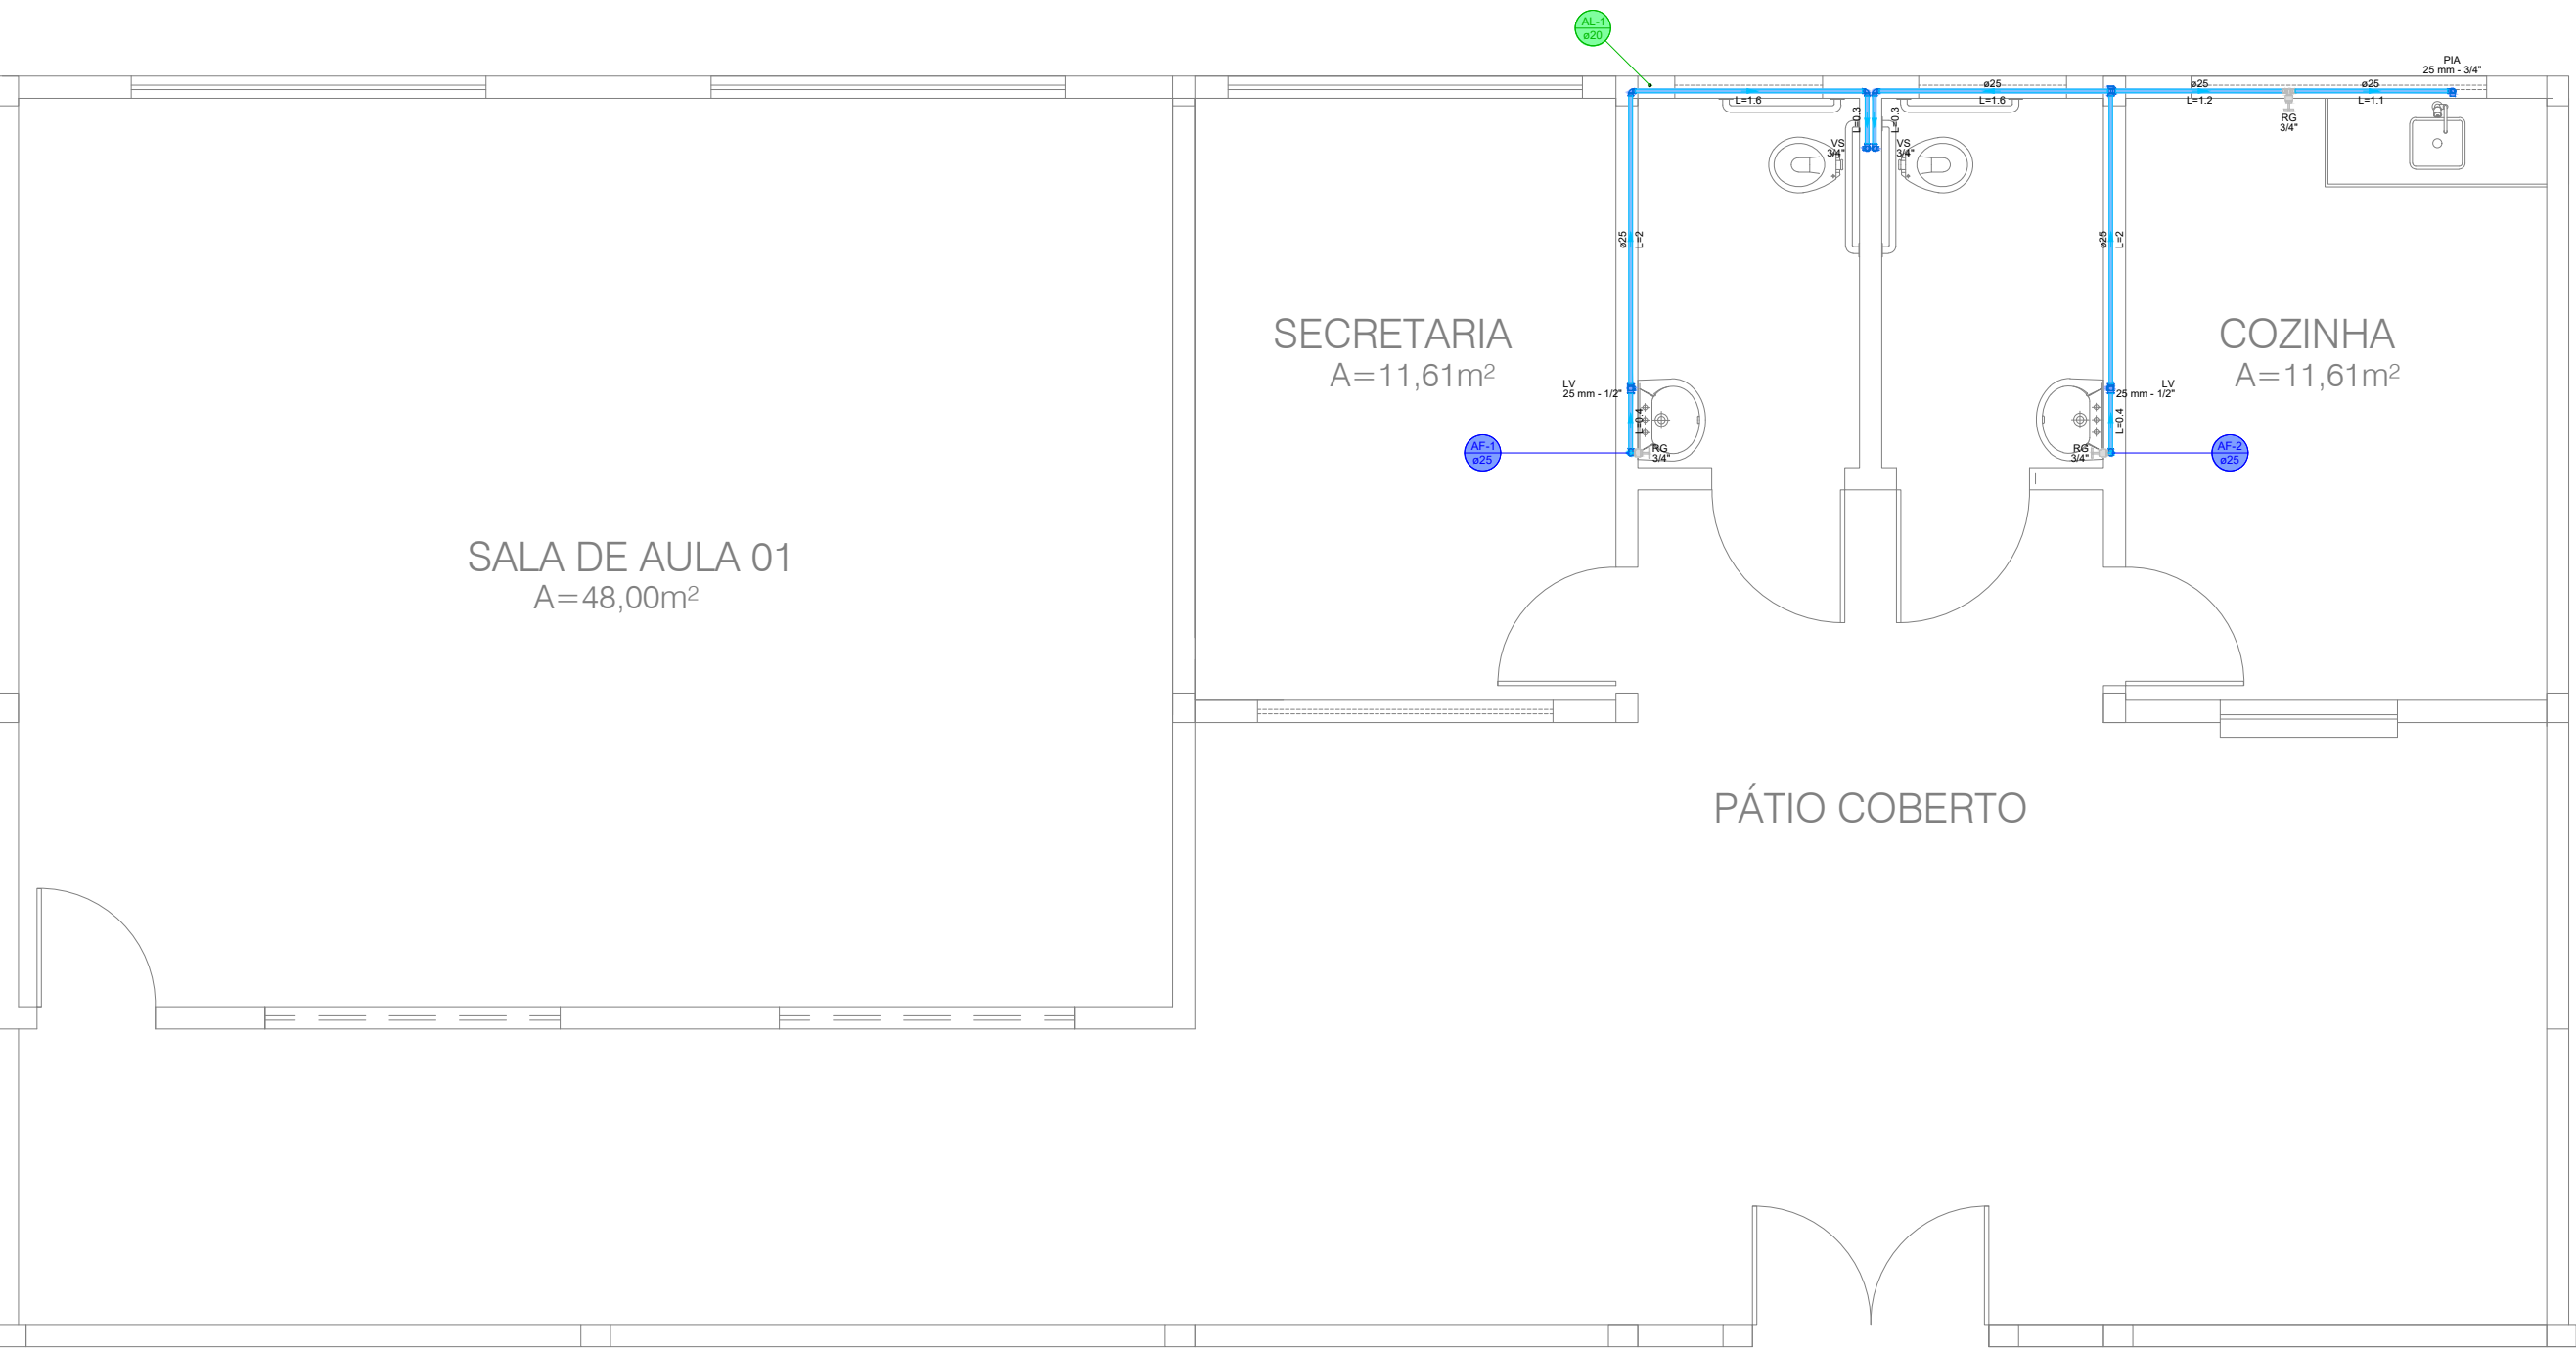 AL-1
ø20
PIA
25 mm - 3/4"
ø25
ø25
ø25
L=1.6
L=1.6
L=1.2
L=1.1
L=0.3
L=0.3
RG
3/4"
VS
3/4"
VS
3/4"
ø25
L=2
ø25
L=2
SECRETARIA
A=11,61m²
COZINHA
A=11,61m²
LV
25 mm - 1/2"
LV
25 mm - 1/2"
L=0.4
L=0.4
AF-1
ø25
RG
3/4"
RG
3/4"
AF-2
ø25
SALA DE AULA 01
A=48,00m²
PÁTIO COBERTO